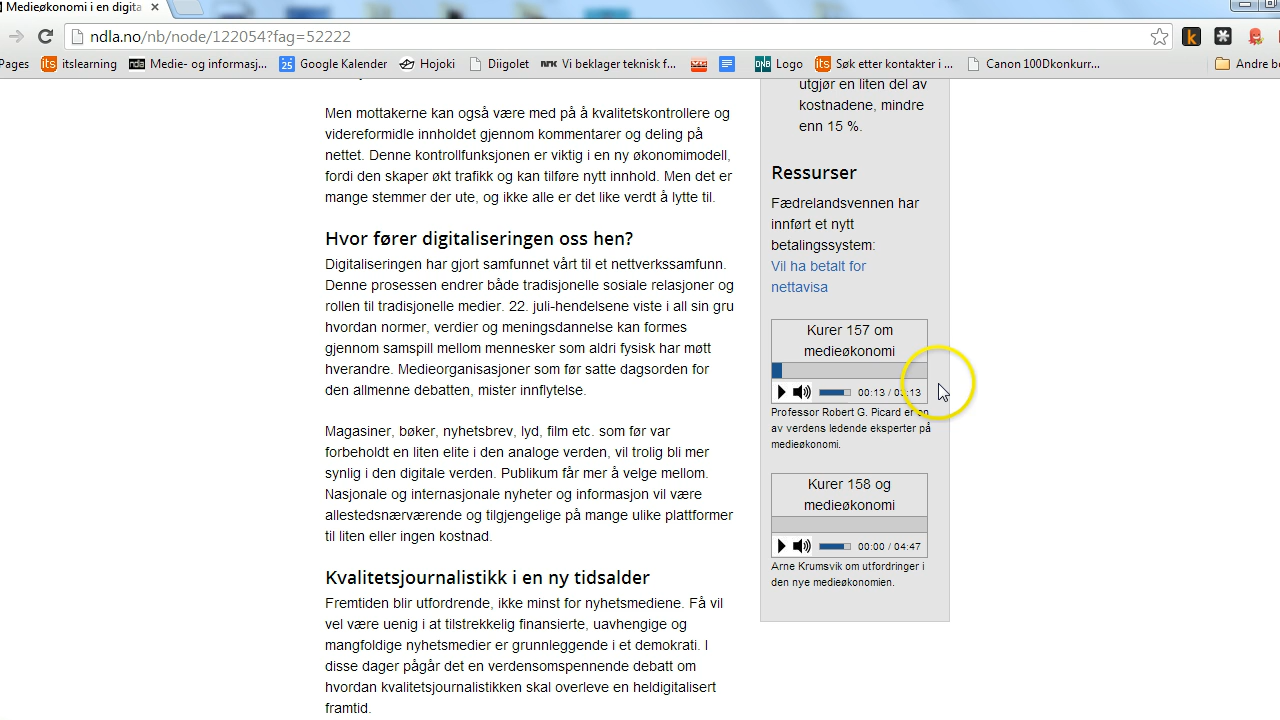 Medieøkonomi i en digita
ndla.no/nb/node/122054?fag=52222
Pages
itslearning
Medie- og informasj...
Google Kalender
Hojoki
Diigolet
Vi beklager teknisk f...
Logo
Søk etter kontakter i ...
Canon 100Dkonkurr...
Andre b
Men mottakerne kan også være med på å kvalitetskontrollere og
videreformidle innholdet gjennom kommentarer og deling på
nettet. Denne kontrollfunksjonen er viktig i en ny økonomimodell,
fordi den skaper økt trafikk og kan tilføre nytt innhold. Men det er
mange stemmer der ute, og ikke alle er det like verdt å lytte til.
Hvor fører digitaliseringen oss hen?
Digitaliseringen har gjort samfunnet vårt til et nettverkssamfunn.
Denne prosessen endrer både tradisjonelle sosiale relasjoner og
rollen til tradisjonelle medier. 22. juli-hendelsene viste i all sin gru
hvordan normer, verdier og meningsdannelse kan formes
gjennom samspill mellom mennesker som aldri fysisk har møtt
hverandre. Medieorganisasjoner som før satte dagsorden for
den allmenne debatten, mister innflytelse.
Magasiner, bøker, nyhetsbrev, lyd, film etc. som før var
forbeholdt en liten elite i den analoge verden, vil trolig bli mer
synlig i den digitale verden. Publikum får mer å velge mellom.
Nasjonale og internasjonale nyheter og informasjon vil være
allestedsnærværende og tilgjengelige på mange ulike plattformer
til liten eller ingen kostnad.
Kvalitetsjournalistikk i en ny tidsalder
Fremtiden blir utfordrende, ikke minst for nyhetsmediene. Få vil
vel være uenig i at tilstrekkelig finansierte, uavhengige og
mangfoldige nyhetsmedier er grunnleggende i et demokrati. I
disse dager pågår det en verdensomspennende debatt om
hvordan kvalitetsjournalistikken skal overleve en heldigitalisert
framtid.
utgjør en liten del av
kostnadene, mindre
enn 15 %.
Ressurser
Fædrelandsvennen har
innført et nytt
betalingssystem:
Vil ha betalt for
nettavisa
Kurer 157 om
medieøkonomi
00:13 /
Professor Robert G. Picard er en
av verdens ledende eksperter på
medieøkonomi.
Kurer 158 og
medieøkonomi
00:00 / 04:47
Arne Krumsvik om utfordringer i
den nye medieøkonomien.